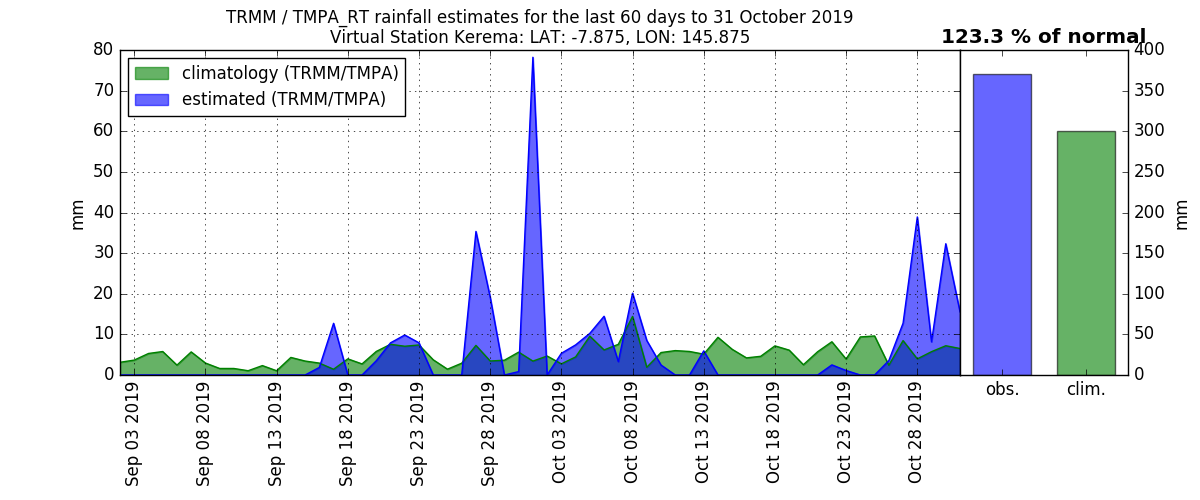 TRMM / TMPA_RT rainfall estimates for the last 60 days to 31 October 2019
Virtual Station Kerema: LAT: -7.875, LON: 145.875
123.3 % of normal
climatology (TRMM/TMPA)
estimated (TRMM/TMPA)
80
70
60
50
40
30
20
10
0
mm
Sep 03 2019
Sep 08 2019
Sep 13 2019
Sep 18 2019
Sep 23 2019
Sep 28 2019
Oct 03 2019
Oct 08 2019
Oct 13 2019
Oct 18 2019
Oct 23 2019
Oct 28 2019
obs.
clim.
400
350
300
250
200
150
100
50
0
mm